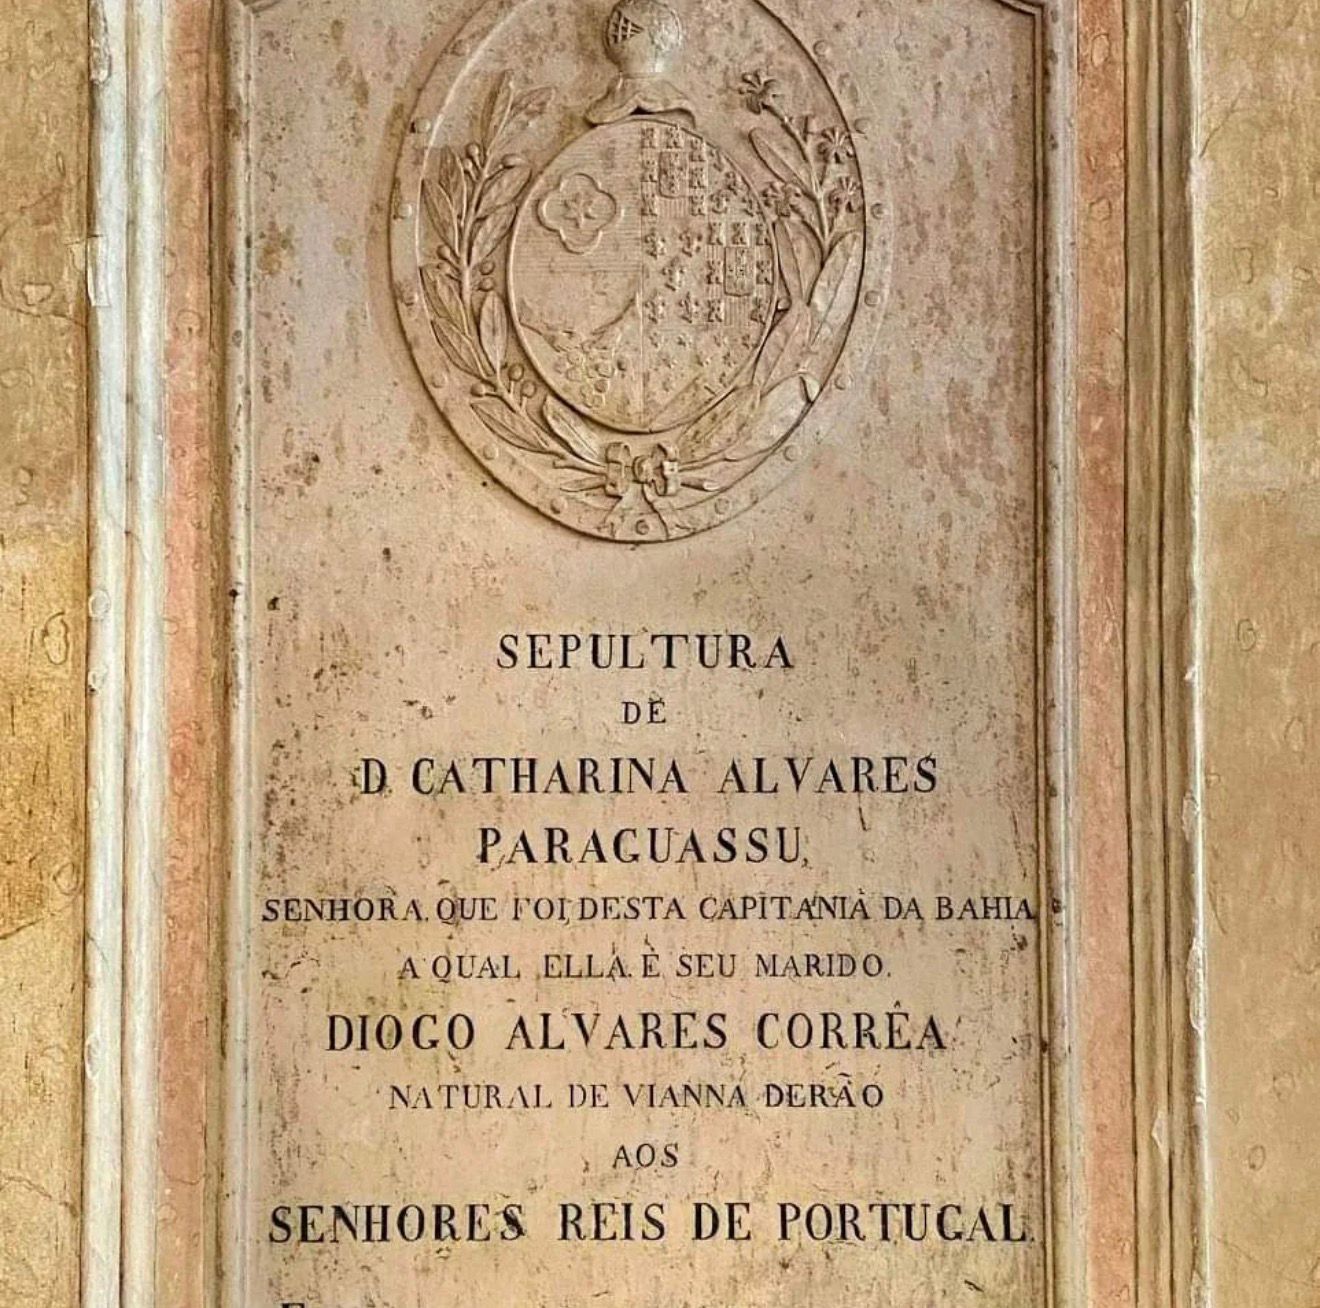 SEPULTURA
DE
D. CATHARINA ALVARES
PARAGUASSU,
SENHORA. QUE FOI DESTA CAPITANIA DA BAHIA
A QUAL ELLA. E SEU MARIDO.
DIOGO ALVARES CORRÊA
NATURAL DE VIANNA DERÃO
AOS
SENHORES REIS DE PORTUGAL.